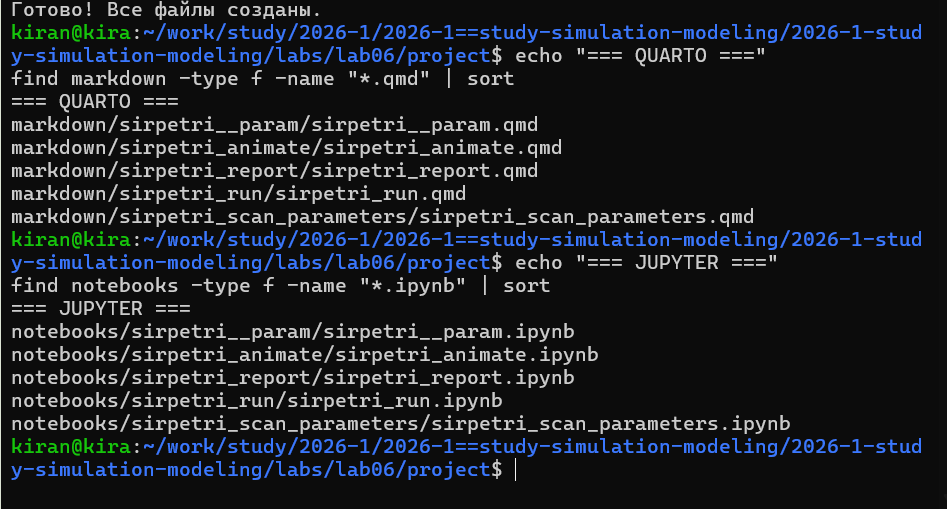 Готово! Все файлы созданы.
kiran@kira:~/work/study/2026-1/2026-1==study-simulation-modeling/2026-1-stud
y-simulation-modeling/labs/lab06/project$ echo "=== QUARTO ==="
find markdown -type f -name "*.qmd" | sort
=== QUARTO ===
markdown/sirpetri__param/sirpetri__param.qmd
markdown/sirpetri_animate/sirpetri_animate.qmd
markdown/sirpetri_report/sirpetri_report.qmd
markdown/sirpetri_run/sirpetri_run.qmd
markdown/sirpetri_scan_parameters/sirpetri_scan_parameters.qmd
kiran@kira:~/work/study/2026-1/2026-1==study-simulation-modeling/2026-1-stud
y-simulation-modeling/labs/lab06/project$ echo "=== JUPYTER ==="
find notebooks -type f -name "*.ipynb" | sort
=== JUPYTER ===
notebooks/sirpetri__param/sirpetri__param.ipynb
notebooks/sirpetri_animate/sirpetri_animate.ipynb
notebooks/sirpetri_report/sirpetri_report.ipynb
notebooks/sirpetri_run/sirpetri_run.ipynb
notebooks/sirpetri_scan_parameters/sirpetri_scan_parameters.ipynb
kiran@kira:~/work/study/2026-1/2026-1==study-simulation-modeling/2026-1-stud
y-simulation-modeling/labs/lab06/project$